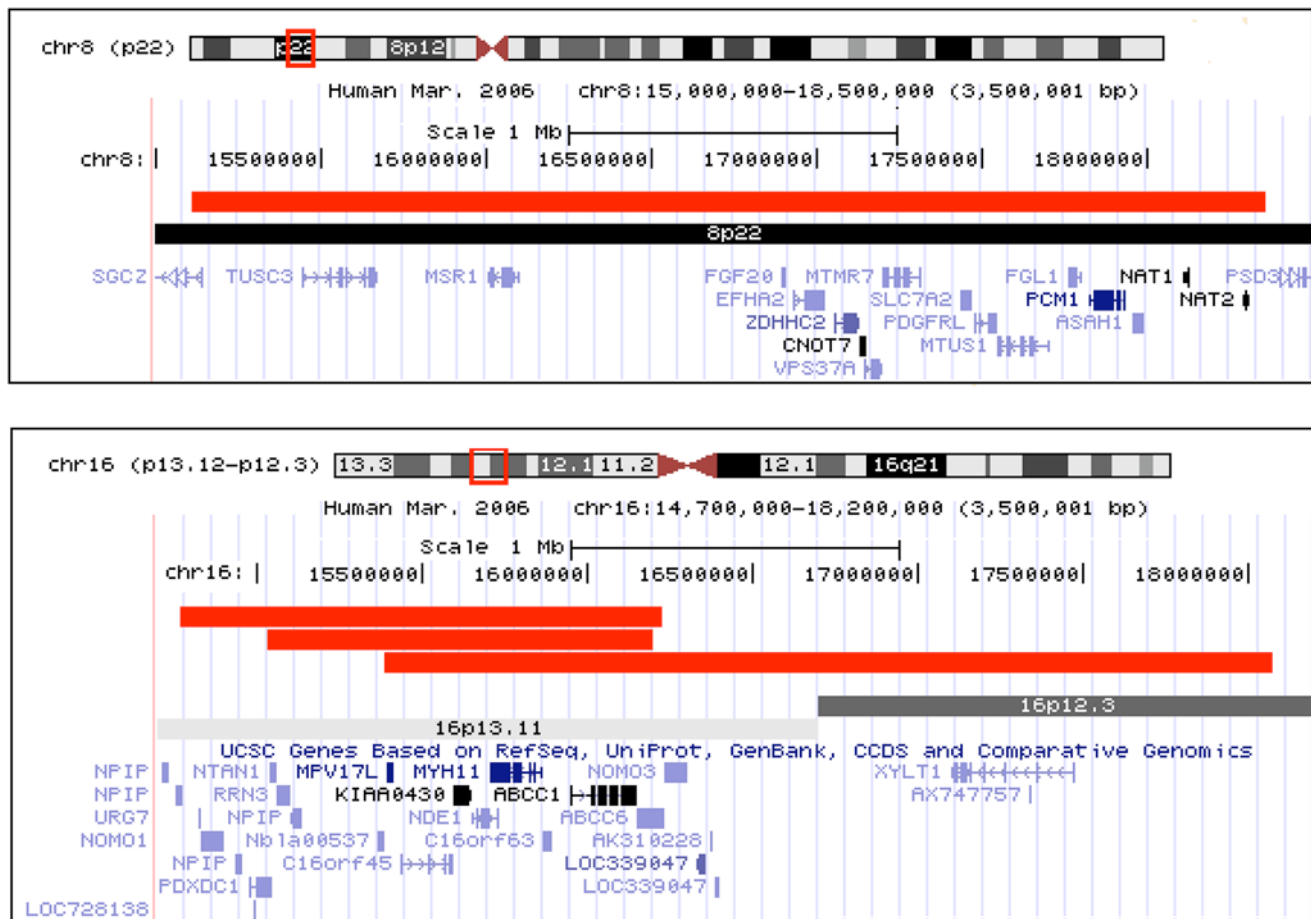 chr8 (p22) p22 8p12
Human Mar. 2006 chr8:15,000,000-18,500,000 (3,500,001 bp)
Scale 1 Mb
chr8: 15500000 16000000 16500000 17000000 17500000 18000000
8p22
SGCZ TUSC3 MSR1 FGF20 MTMR7 FGL1 NAT1 PSD3
EFHA2 SLC7A2 PCM1 NAT2
ZDHHC2 PDGFRL ASAH1
CNOT7 MTUS1
VPS37A
chr16 (p13.12-p12.3) 13.3 12.1 11.2 12.1 16q21
Human Mar. 2006 chr16:14,700,000-18,200,000 (3,500,001 bp)
Scale 1 Mb
chr16: 15500000 16000000 16500000 17000000 17500000 18000000
16p12.3
16p13.11
UCSC Genes Based on RefSeq, UniProt, GenBank, CCDS and Comparative Genomics
NPIP NTAN1 MPV17L MYH11 NOMO3 XYLT1
NPIP RRN3 KIAA0430 ABCC1 AX747757
URG7 NPIP NDE1 ABCC6
NOMO1 Nbla00537 C16orf63 AK310228
NPIP C16orf45 LOC339047
PDXDC1 LOC339047
LOC728138